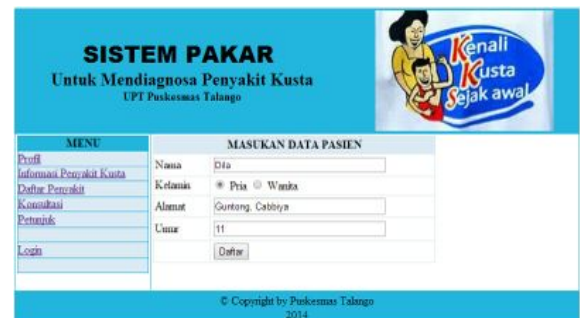 SISTEM PAKAR
Untuk Mendiagnosa Penyakit Kusta
UPT Puskesmas Talango
Kenali
Kusta
Sejak awal
MENU
Profil
Informasi Penyakit Kusta
Daftar Penyakit
Konsultasi
Petunjuk
Login
MASUKAN DATA PASIEN
Nama Dila
Kelamin Pria Wanita
Alamat Guntong, Cabbiya
Umur 11
Daftar
© Copyright by Puskesmas Talango
2014